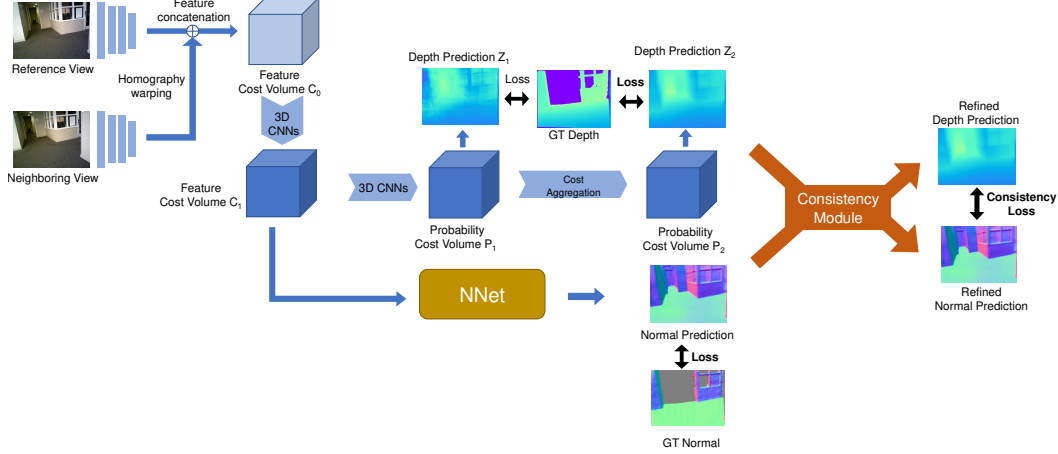 Feature
concatenation
Reference View
Homography
warping
Neighboring View
Feature
Cost Volume C0
3D
CNNs
Feature
Cost Volume C1
3D CNNs
Depth Prediction Z1
Loss
GT Depth
Loss
Depth Prediction Z2
Probability
Cost Volume P1
Cost
Aggregation
Probability
Cost Volume P2
NNet
Normal Prediction
Loss
GT Normal
Consistency
Module
Refined
Depth Prediction
Consistency
Loss
Refined
Normal Prediction